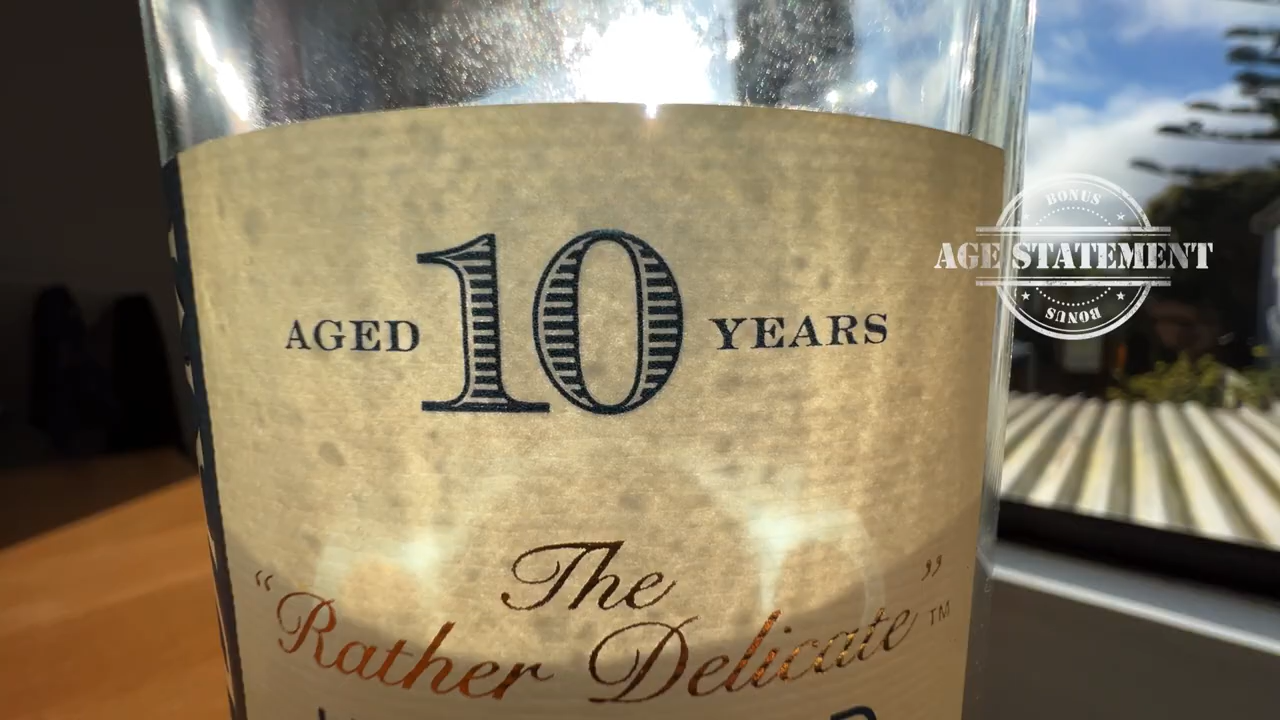 AGED 10 YEARS
The
“Rather Delicate”™
BONUS
AGE STATEMENT
BONUS